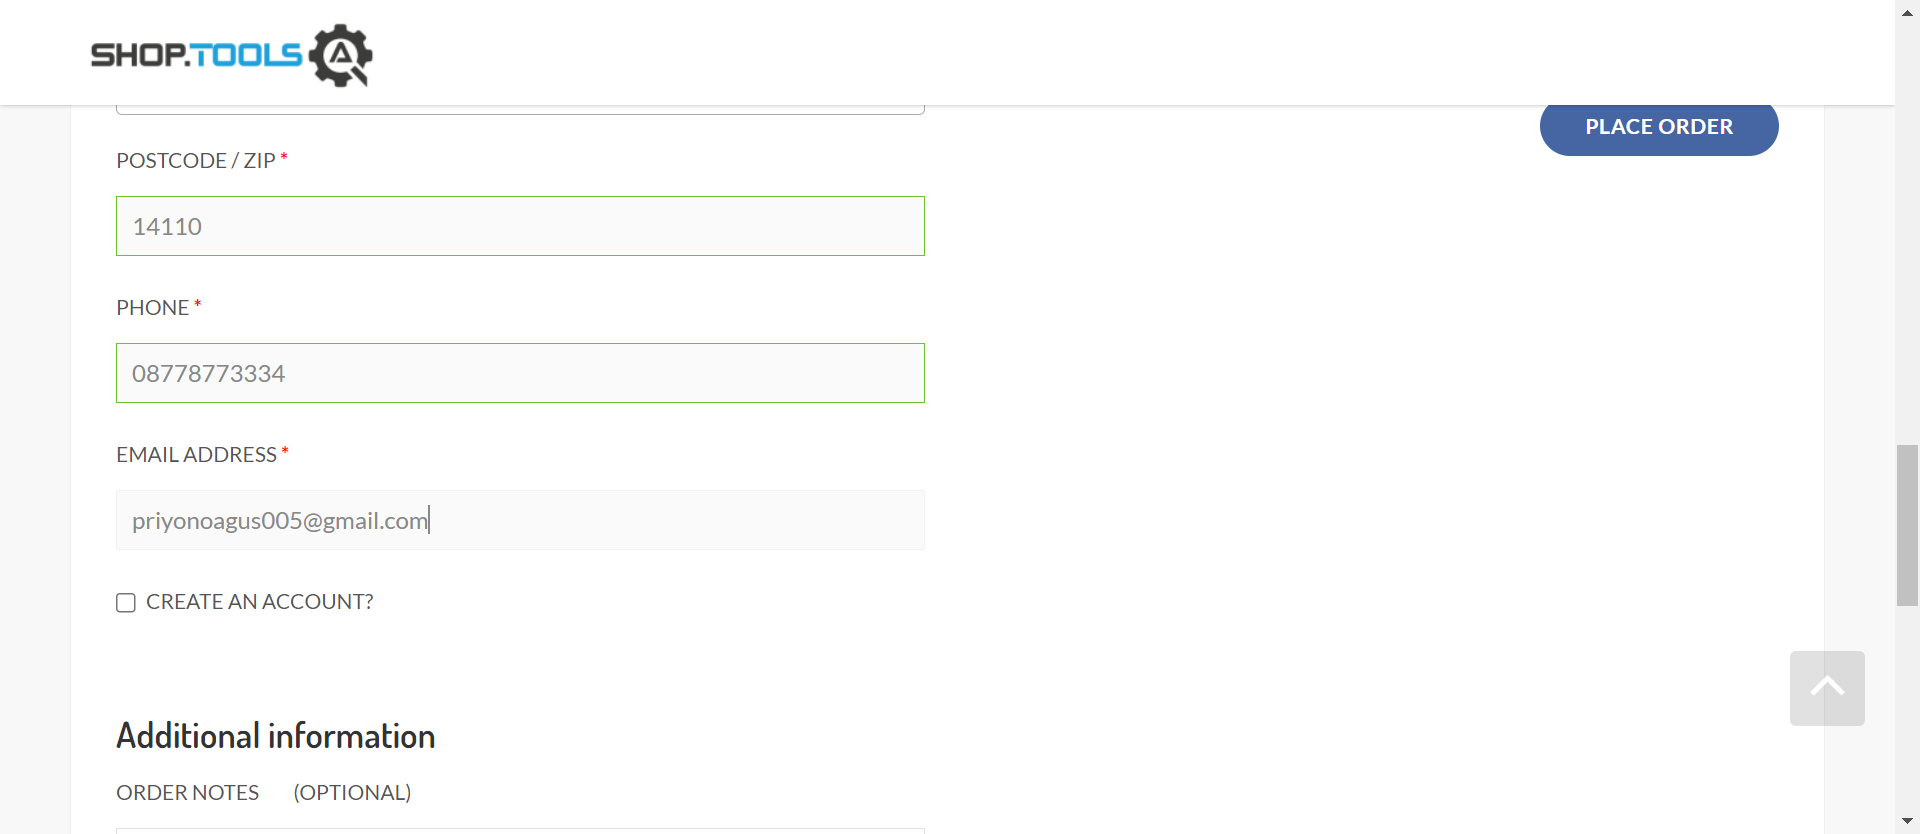 SHOP.TOOLS
PLACE ORDER
POSTCODE / ZIP *
14110
PHONE *
08778773334
EMAIL ADDRESS *
priyonoagus005@gmail.com
CREATE AN ACCOUNT?
Additional information
ORDER NOTES (OPTIONAL)